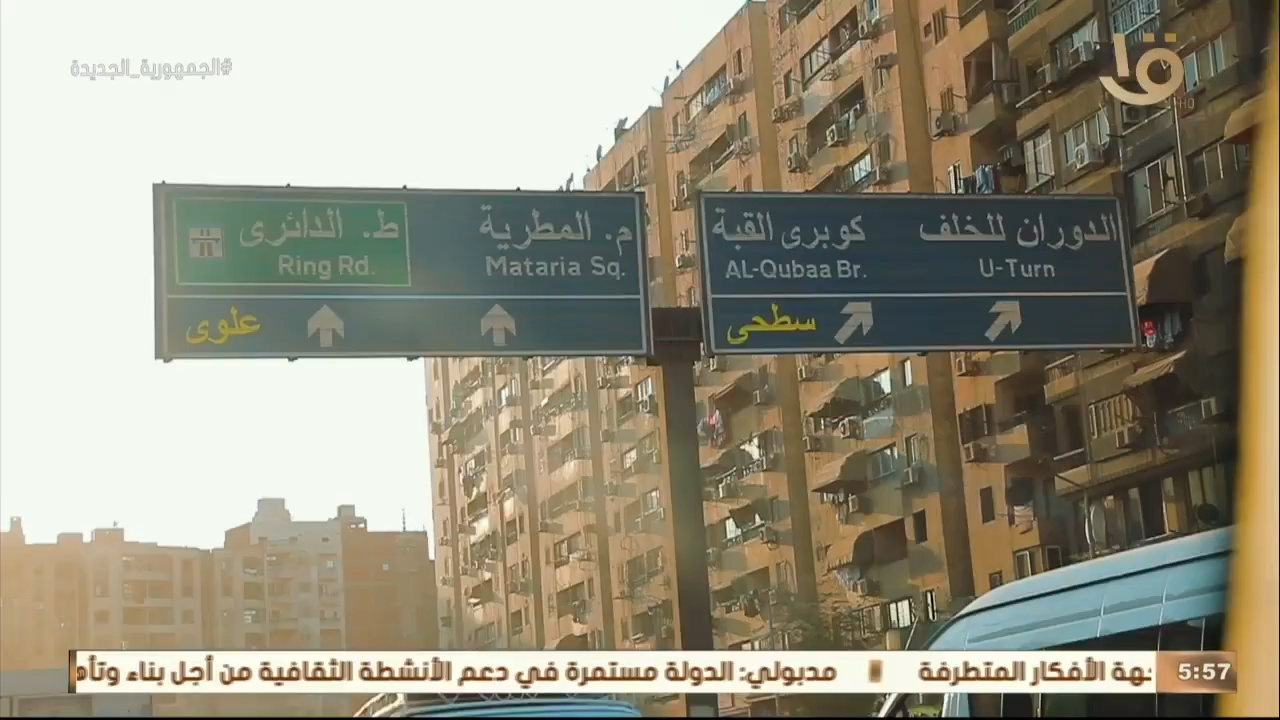 #الجمهورية_الجديدة
HD
ط. الدائرى
Ring Rd.
م. المطرية
Mataria Sq.
علوى
كوبرى القبة
AL-Qubaa Br.
الدوران للخلف
U-Turn
سطحى
الأفكار المتطرفة
مدبولي: الدولة مستمرة في دعم الأنشطة الثقافية من أجل بناء
5:57